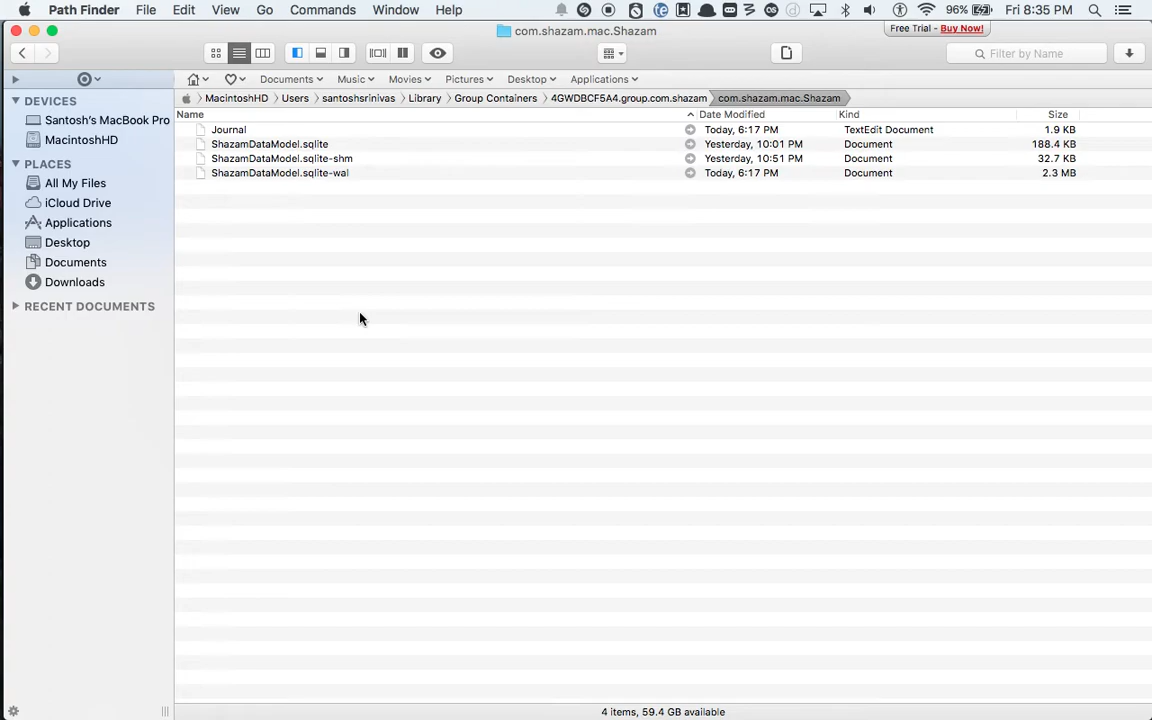 Path Finder File Edit View Go Commands Window Help 96% Fri 8:35 PM
com.shazam.mac.Shazam
Free Trial - Buy Now!
Filter by Name
Documents Music Movies Pictures Desktop Applications
MacintoshHD Users santoshsrinivas Library Group Containers 4GWDBCF5A4.group.com.shazam com.shazam.mac.Shazam
Name Date Modified Kind Size
Journal Today, 6:17 PM TextEdit Document 1.9 KB
ShazamDataModel.sqlite Yesterday, 10:01 PM Document 188.4 KB
ShazamDataModel.sqlite-shm Yesterday, 10:51 PM Document 32.7 KB
ShazamDataModel.sqlite-wal Today, 6:17 PM Document 2.3 MB
DEVICES
Santosh's MacBook Pro
MacintoshHD
PLACES
All My Files
iCloud Drive
Applications
Desktop
Documents
Downloads
RECENT DOCUMENTS
4 items, 59.4 GB available